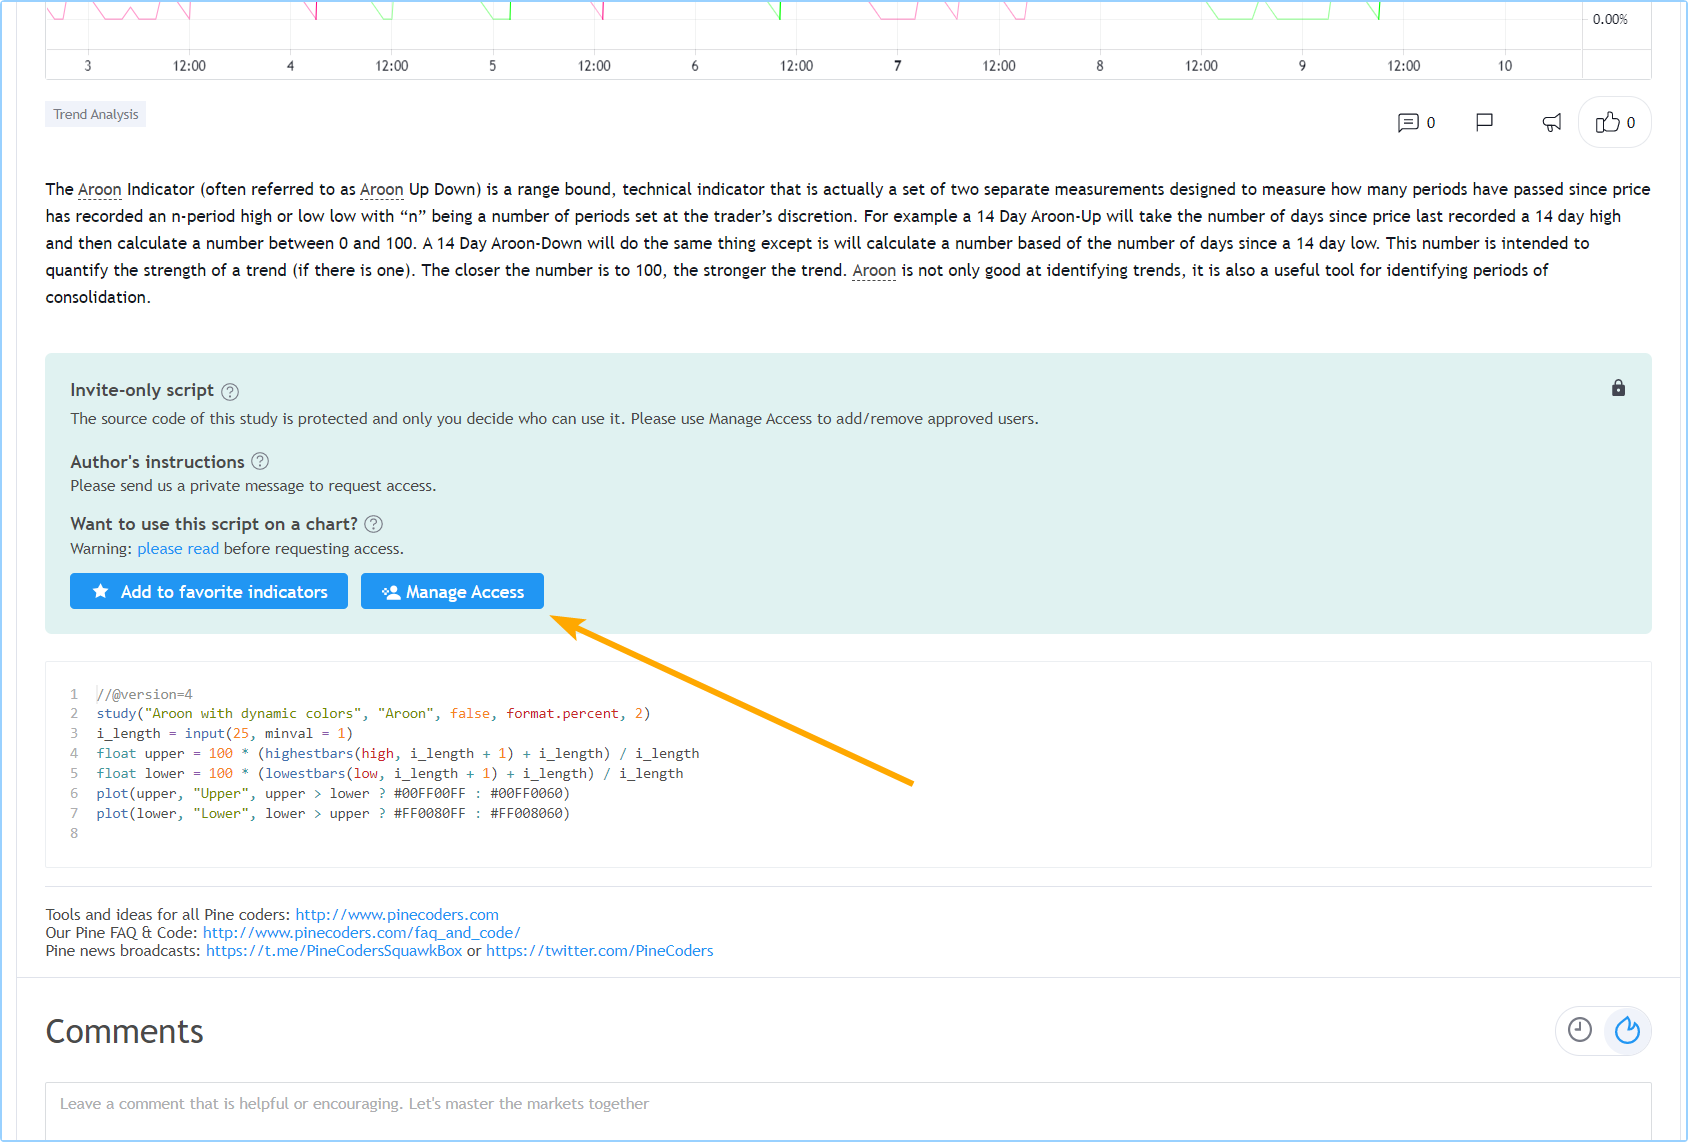 0.00%
3 12:00 4 12:00 5 12:00 6 12:00 7 12:00 8 12:00 9 12:00 10
Trend Analysis
0 0
The Aroon Indicator (often referred to as Aroon Up Down) is a range bound, technical indicator that is actually a set of two separate measurements designed to measure how many periods have passed since price
has recorded an n-period high or low low with “n” being a number of periods set at the trader’s discretion. For example a 14 Day Aroon-Up will take the number of days since price last recorded a 14 day high
and then calculate a number between 0 and 100. A 14 Day Aroon-Down will do the same thing except is will calculate a number based of the number of days since a 14 day low. This number is intended to
quantify the strength of a trend (if there is one). The closer the number is to 100, the stronger the trend. Aroon is not only good at identifying trends, it is also a useful tool for identifying periods of
consolidation.
Invite-only script ?
The source code of this study is protected and only you decide who can use it. Please use Manage Access to add/remove approved users.
Author's instructions ?
Please send us a private message to request access.
Want to use this script on a chart? ?
Warning: please read before requesting access.
Add to favorite indicators Manage Access
1 //@version=4
2 study("Aroon with dynamic colors", "Aroon", false, format.percent, 2)
3 i_length = input(25, minval = 1)
4 float upper = 100 * (highestbars(high, i_length + 1) + i_length) / i_length
5 float lower = 100 * (lowestbars(low, i_length + 1) + i_length) / i_length
6 plot(upper, "Upper", upper > lower ? #00FF00FF : #00FF0060)
7 plot(lower, "Lower", lower > upper ? #FF0080FF : #FF008060)
8
Tools and ideas for all Pine coders: http://www.pinecoders.com
Our Pine FAQ & Code: http://www.pinecoders.com/faq_and_code/
Pine news broadcasts: https://t.me/PineCodersSquawkBox or https://twitter.com/PineCoders
Comments
Leave a comment that is helpful or encouraging. Let's master the markets together